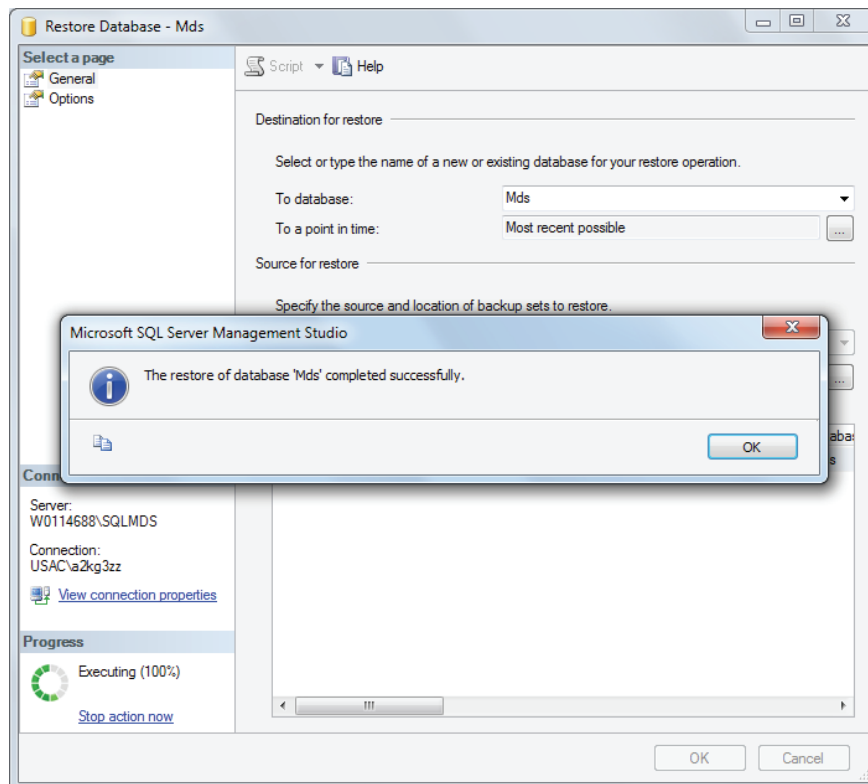 Restore Database - Mds
Select a page
General
Options
Script
Help
Destination for restore
Select or type the name of a new or existing database for your restore operation.
To database:
Mds
To a point in time:
Most recent possible
...
Source for restore
Specify the source and location of backup sets to restore.
Microsoft SQL Server Management Studio
The restore of database 'Mds' completed successfully.
OK
...
Server:
W0114688\SQLMDS
Connection:
USAC\a2kg3zz
View connection properties
Progress
Executing (100%)
Stop action now
OK
Cancel